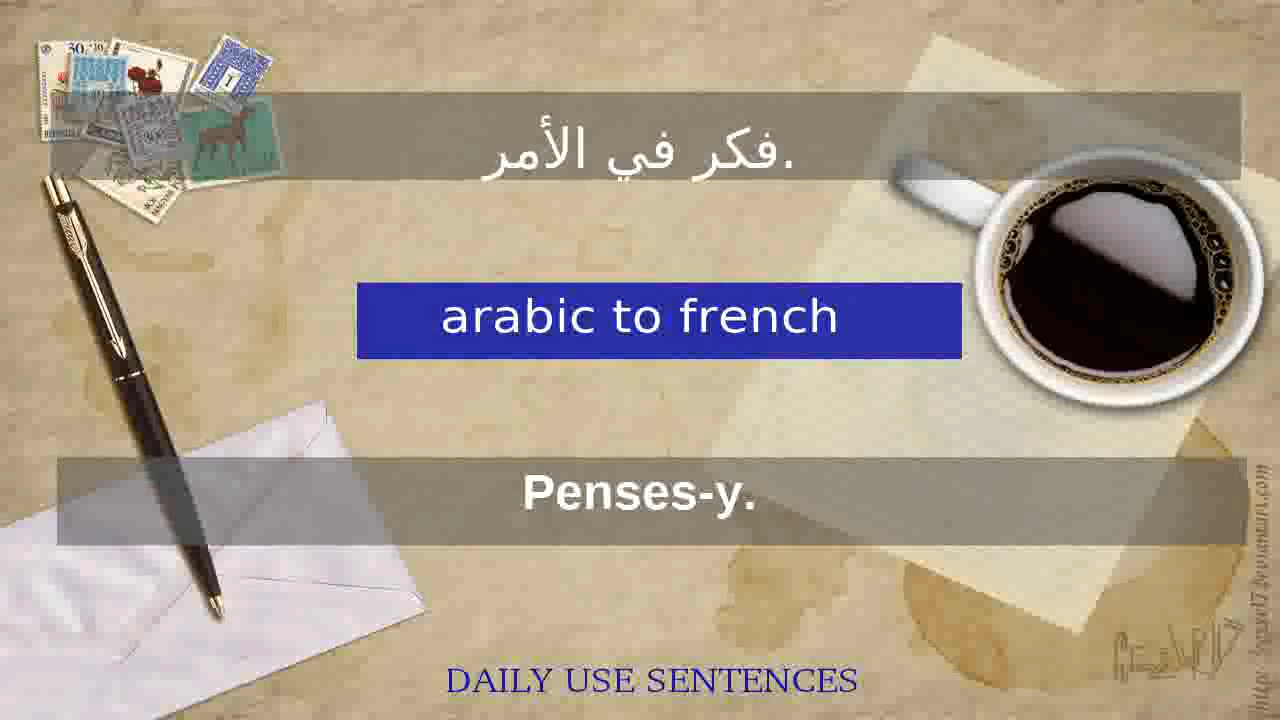 فكر في الأمر.
arabic to french
Penses-y.
DAILY USE SENTENCES